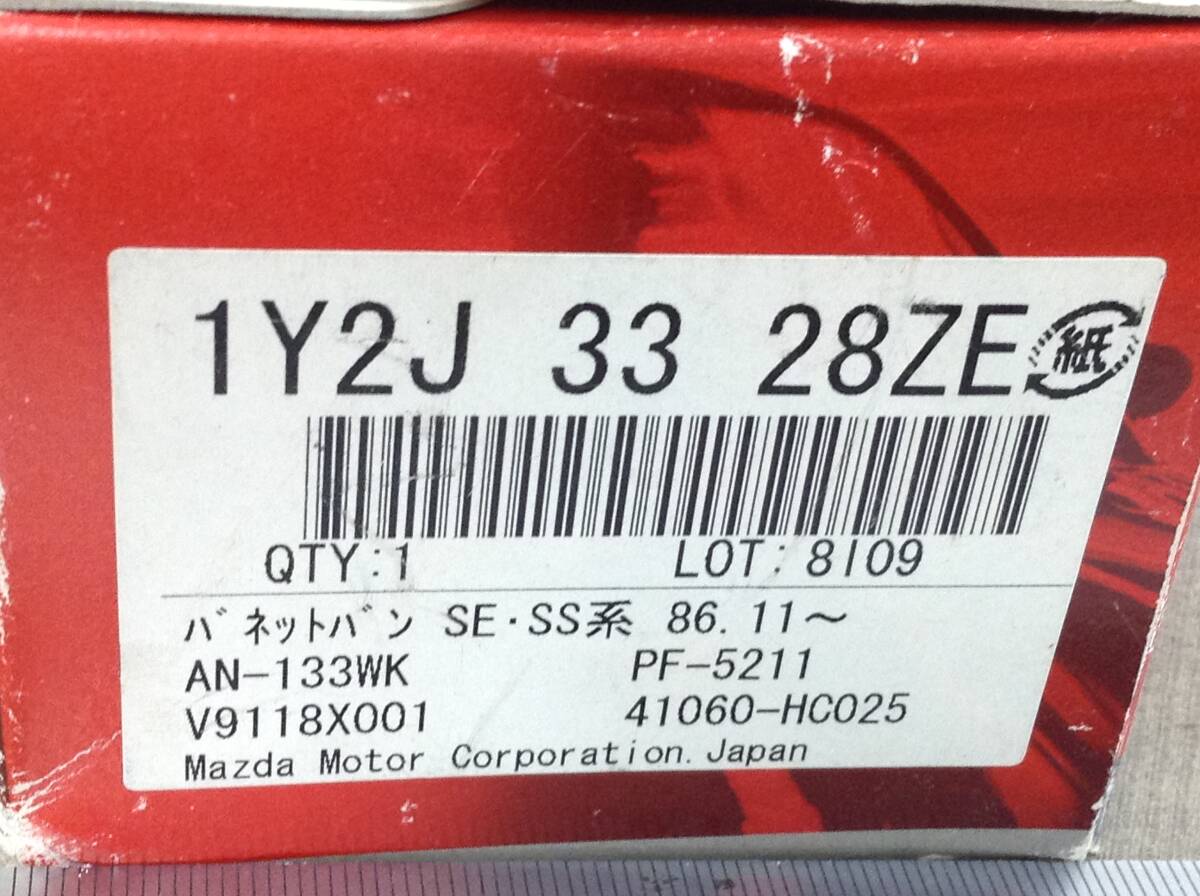 1Y2J 33 28ZE 紙
QTY:1 LOT: 8I09
バネットバン SE・SS系 86.11～
AN-133WK PF-5211
V9118X001 41060-HC025
Mazda Motor Corporation. Japan